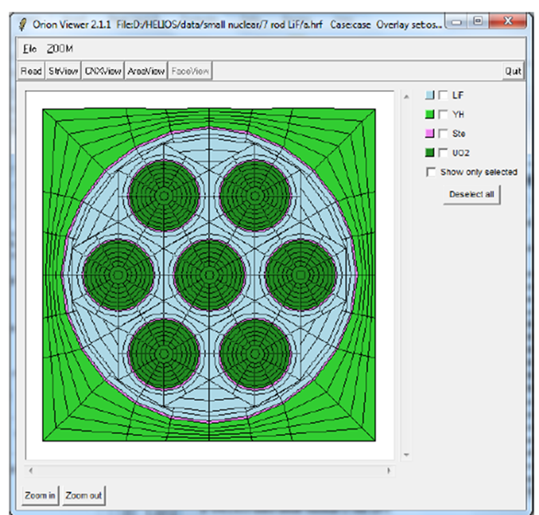 Orion Viewer 2.1.1 File:D:/HELIOS/data/small nuclear/7 rod LiF/a.hrf Case:case Overlay set:os...
File ZOOM
Read StrView CNXView AreaView FaceView Quit
LiF
YH
Ste
UO2
Show only selected
Deselect all
Zoom in Zoom out